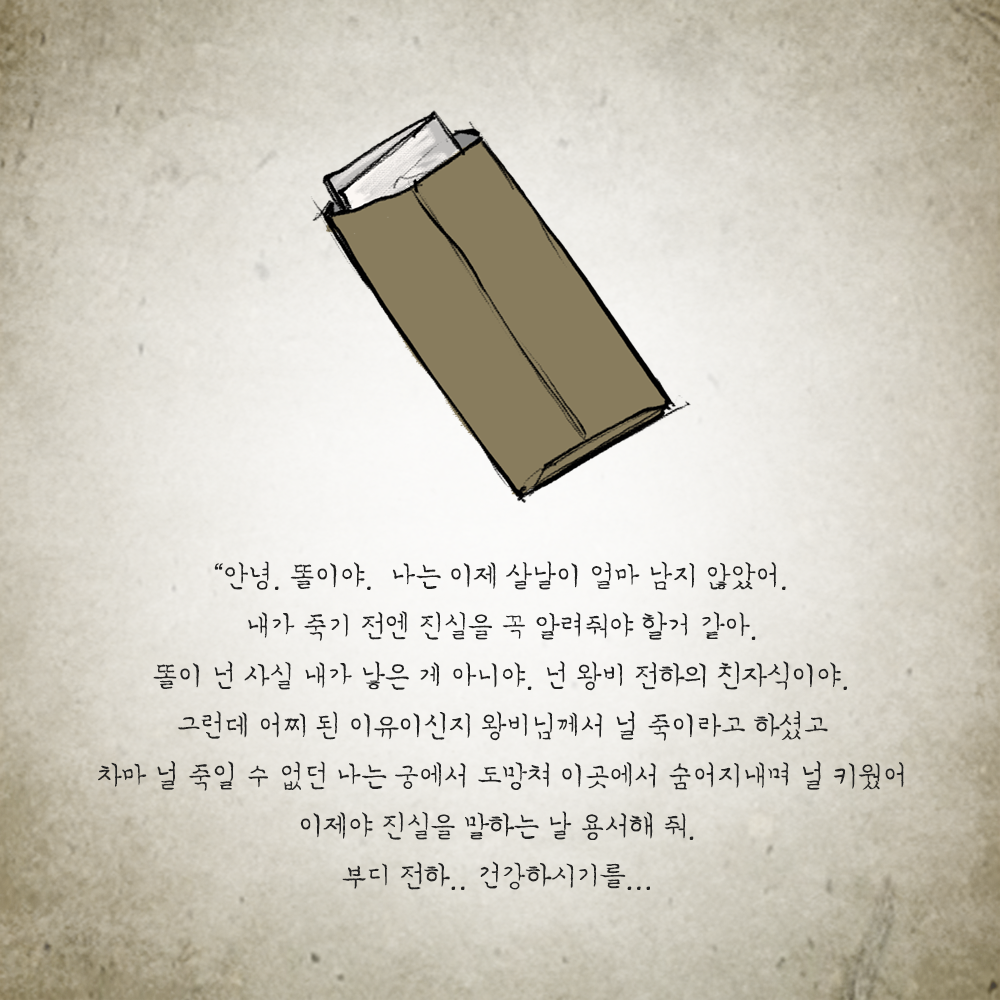 “안녕. 똘이야. 나는 이제 살날이 얼마 남지 않았어.
내가 죽기 전엔 진실을 꼭 알려줘야 할거 같아.
똘이 넌 사실 내가 낳은 게 아니야. 넌 왕비 전하의 친자식이야.
그런데 어찌 된 이유이신지 왕비님께서 널 죽이라고 하셨고
차마 널 죽일 수 없던 나는 궁에서 도망쳐 이곳에서 숨어지내며 널 키웠어
이제야 진실을 말하는 날 용서해 줘.
부디 전하.. 건강하시기를...